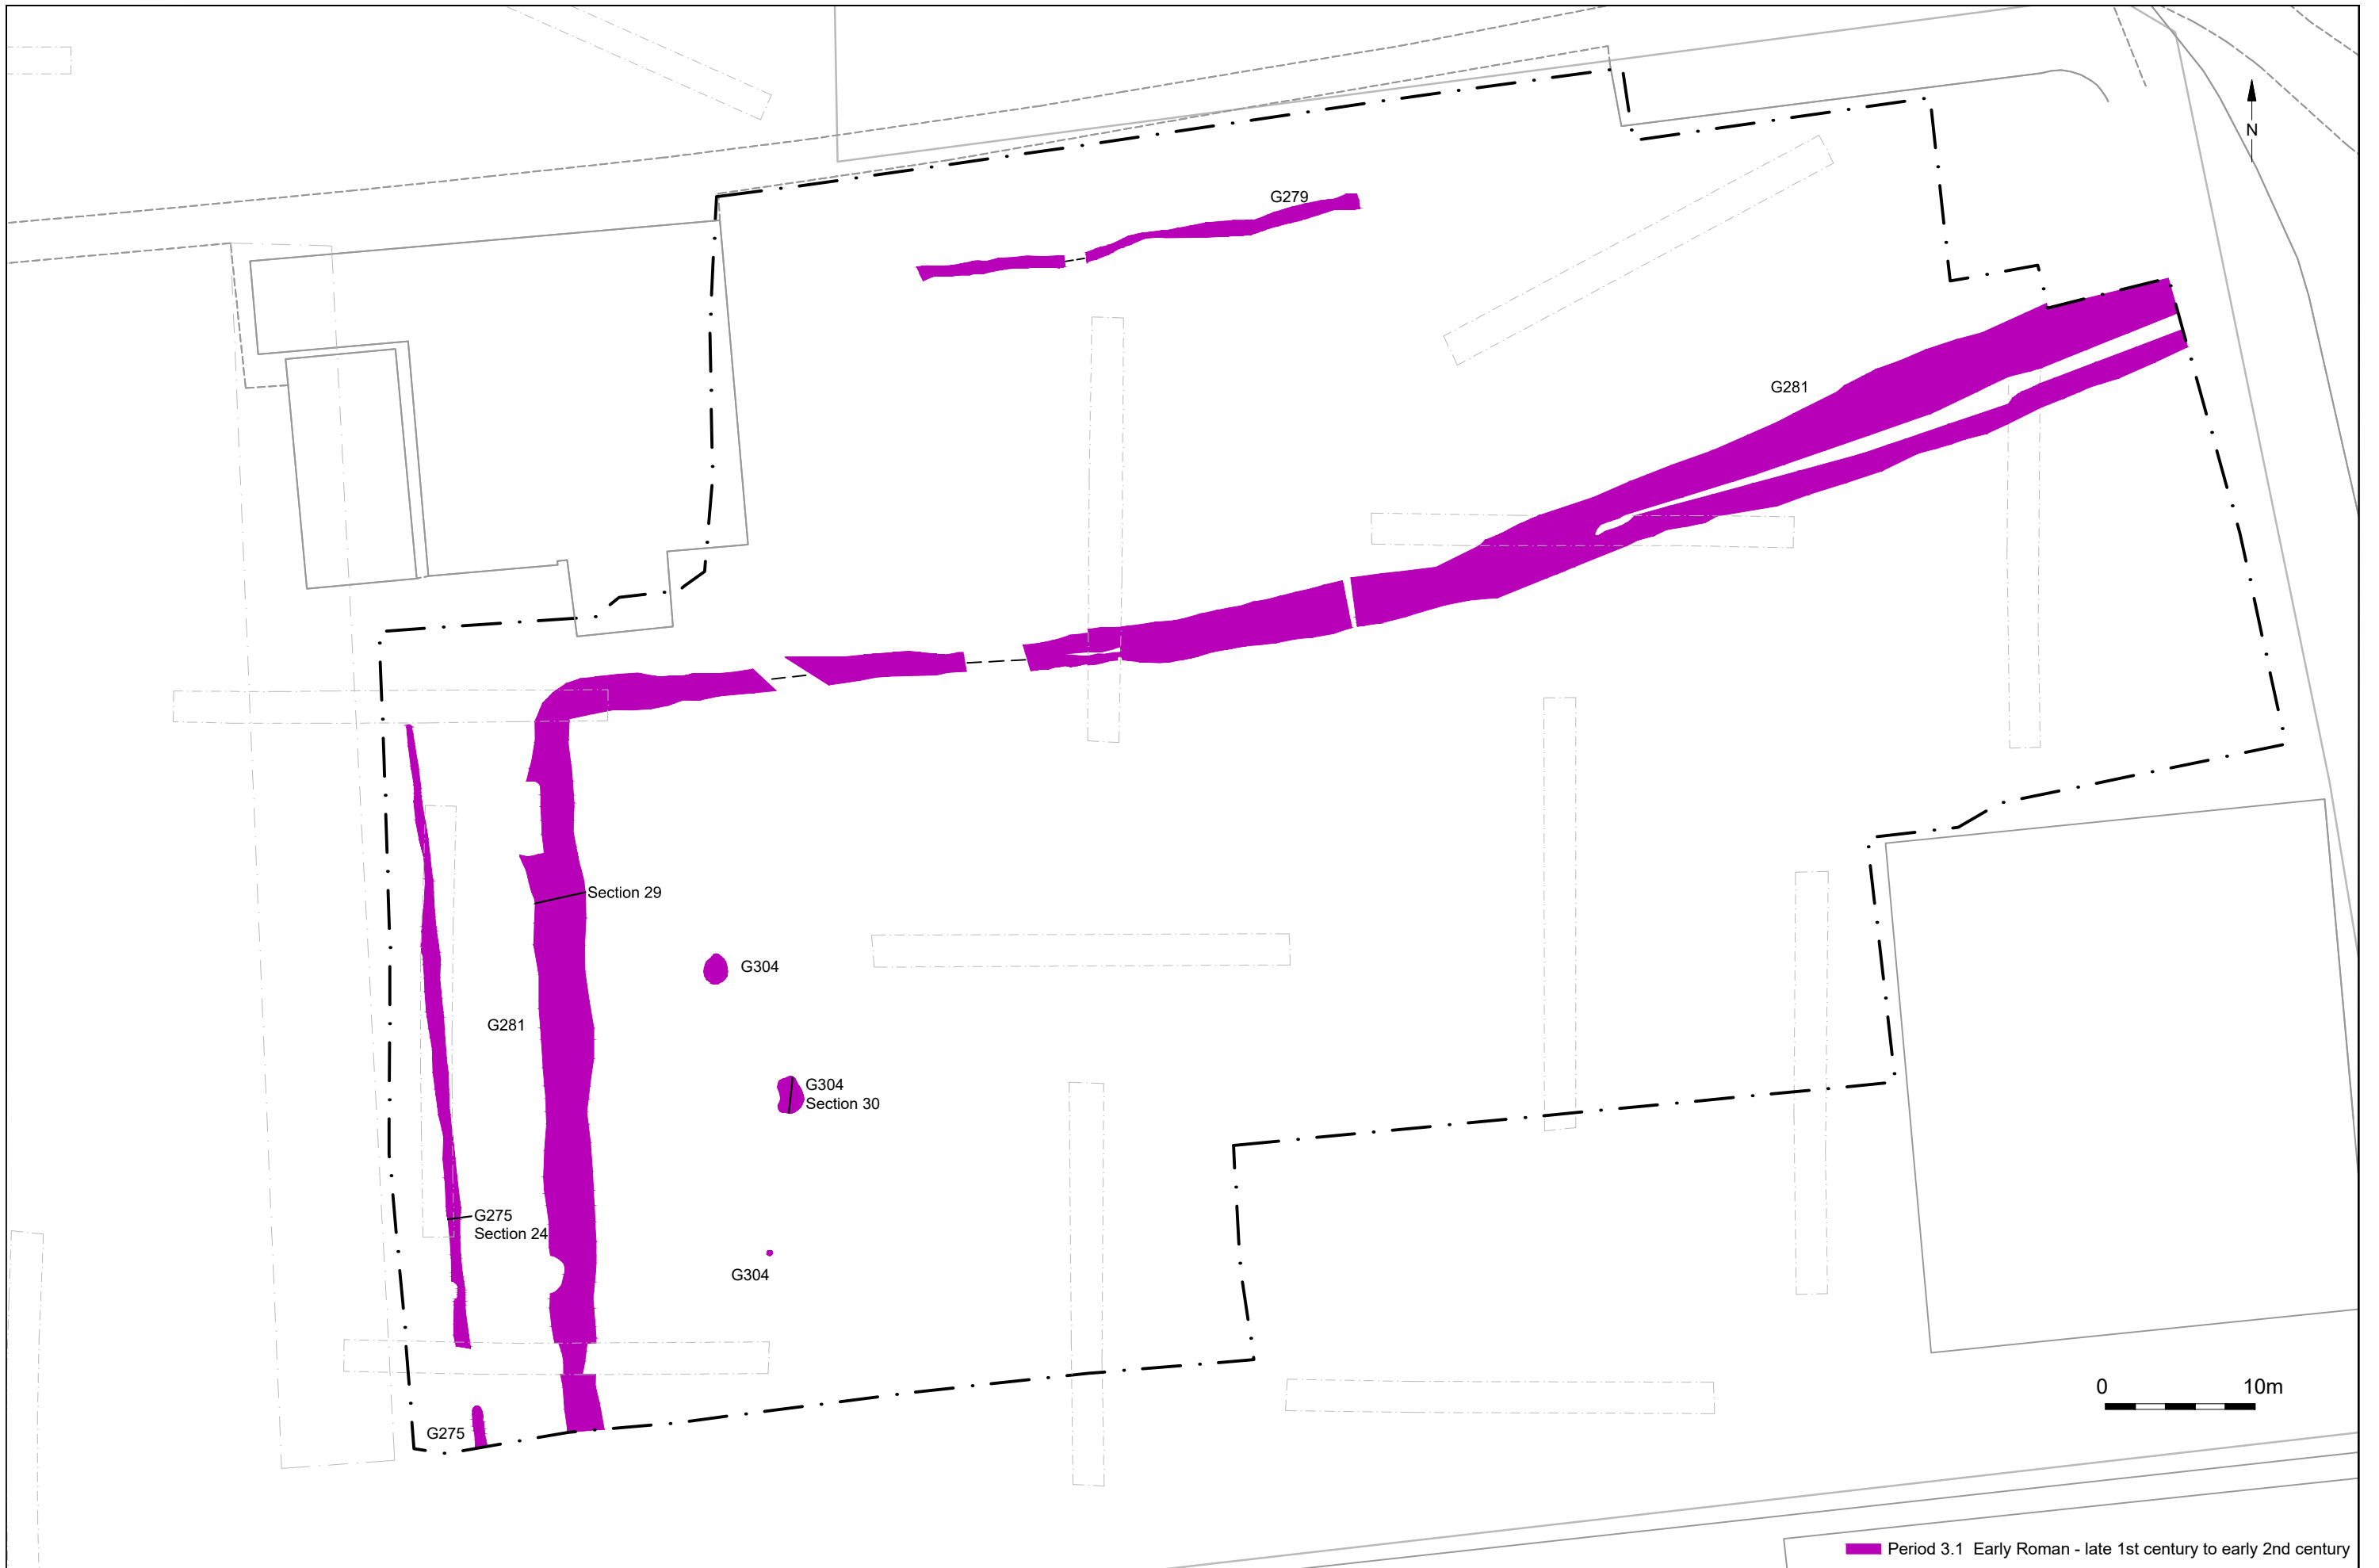 N
G279
G281
Section 29
G304
G281
G304
Section 30
G275
Section 24
G304
G275
0 10m
Period 3.1 Early Roman - late 1st century to early 2nd century